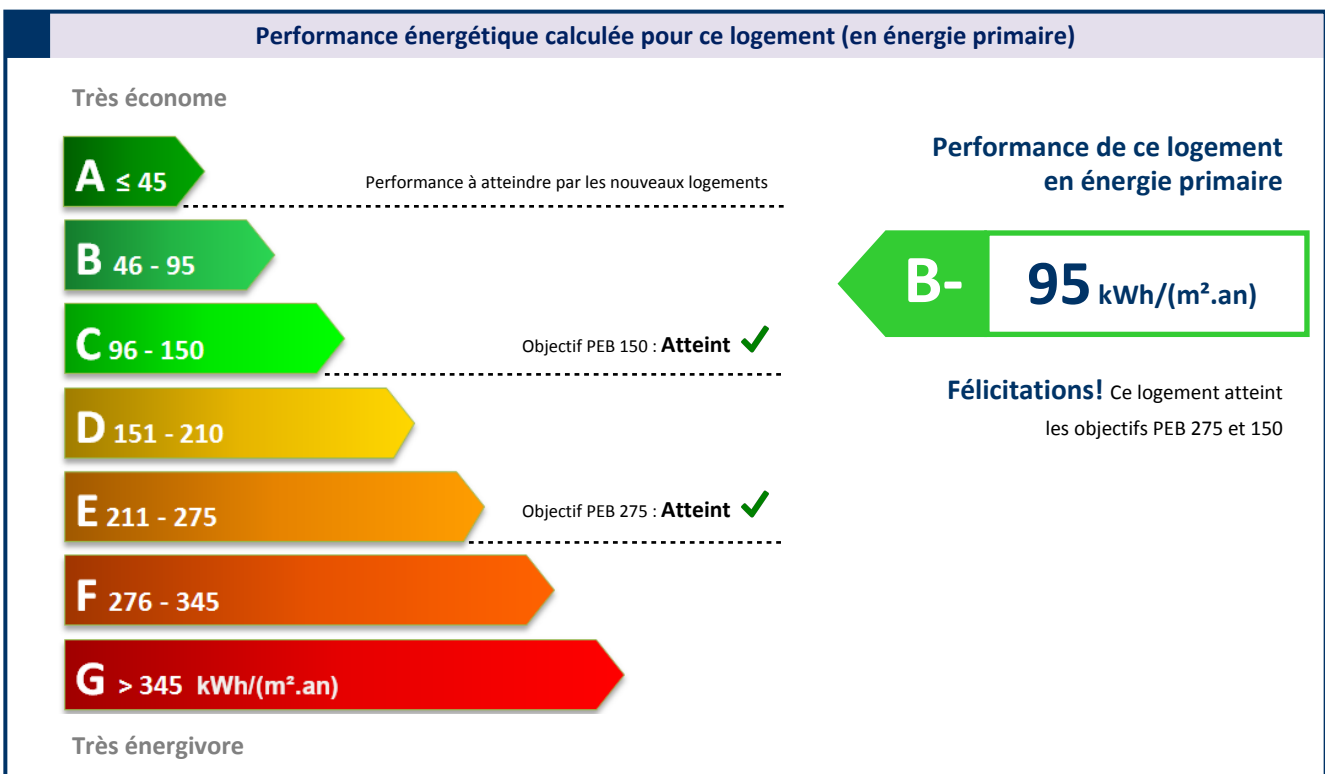 Performance énergétique calculée pour ce logement (en énergie primaire)
Très économe
A ≤ 45
Performance à atteindre par les nouveaux logements
B 46 - 95
C 96 - 150
Objectif PEB 150 : Atteint
D 151 - 210
E 211 - 275
Objectif PEB 275 : Atteint
F 276 - 345
G > 345 kWh/(m².an)
Très énergivore
Performance de ce logement
en énergie primaire
B- 95 kWh/(m².an)
Félicitations! Ce logement atteint
les objectifs PEB 275 et 150